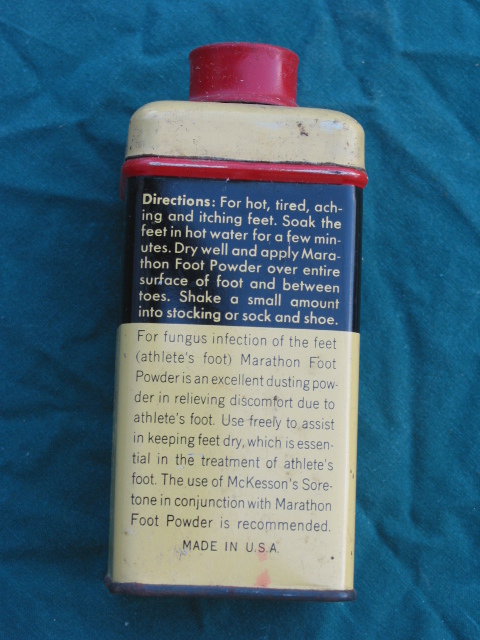 Directions: For hot, tired, ach-
ing and itching feet. Soak the
feet in hot water for a few min-
utes. Dry well and apply Mara-
thon Foot Powder over entire
surface of foot and between
toes. Shake a small amount
into stocking or sock and shoe.
For fungus infection of the feet
(athlete's foot) Marathon Foot
Powder is an excellent dusting pow-
der in relieving discomfort due to
athlete's foot. Use freely to assist
in keeping feet dry, which is essen-
tial in the treatment of athlete's
foot. The use of McKesson's Sore-
tone in conjunction with Marathon
Foot Powder is recommended.
MADE IN U.S.A.